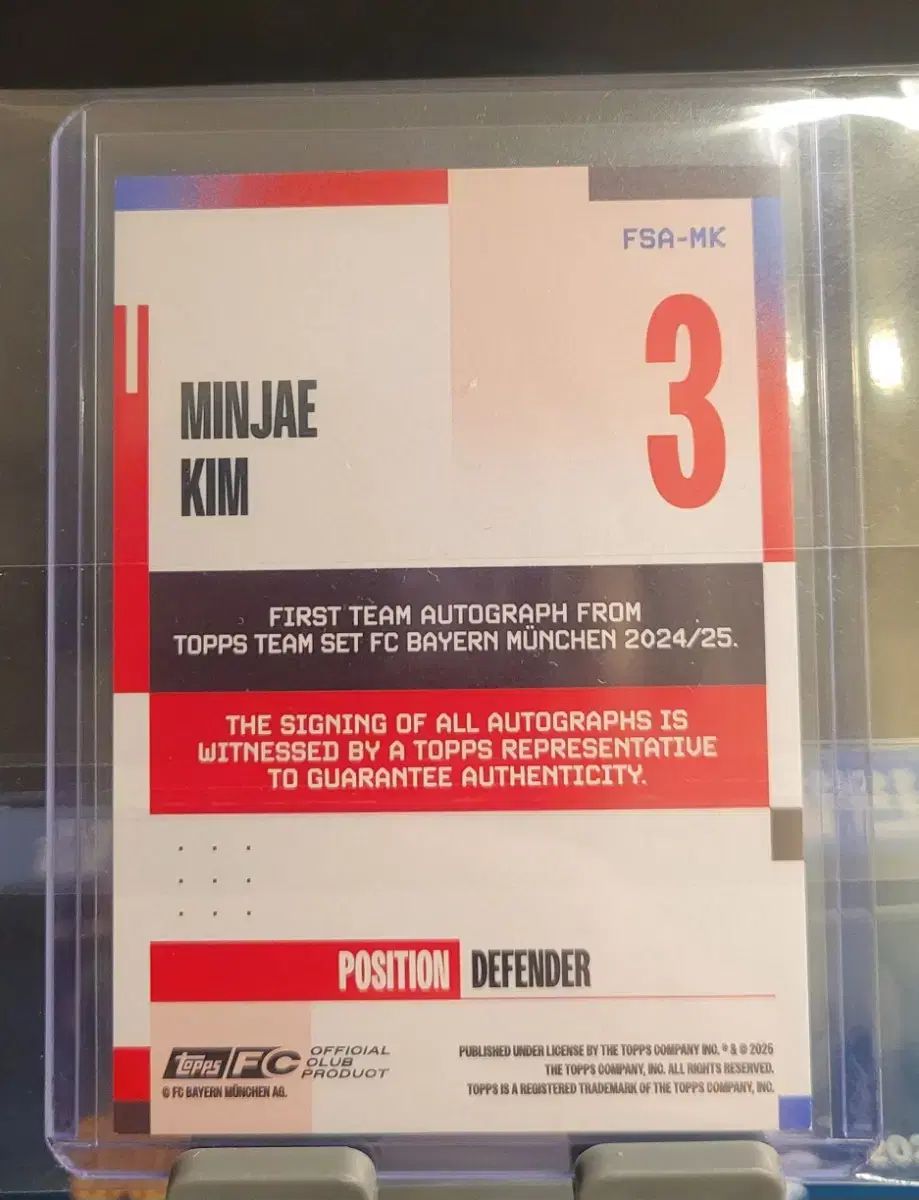 FSA-MK
3
MINJAE
KIM
FIRST TEAM AUTOGRAPH FROM
TOPPS TEAM SET FC BAYERN MÜNCHEN 2024/25.
THE SIGNING OF ALL AUTOGRAPHS IS
WITNESSED BY A TOPPS REPRESENTATIVE
TO GUARANTEE AUTHENTICITY.
POSITION DEFENDER
topps FC OFFICIAL
CLUB
PRODUCT
© FC BAYERN MÜNCHEN AG.
PUBLISHED UNDER LICENSE BY THE TOPPS COMPANY INC. ® & © 2025
THE TOPPS COMPANY, INC. ALL RIGHTS RESERVED.
TOPPS IS A REGISTERED TRADEMARK OF THE TOPPS COMPANY, INC.